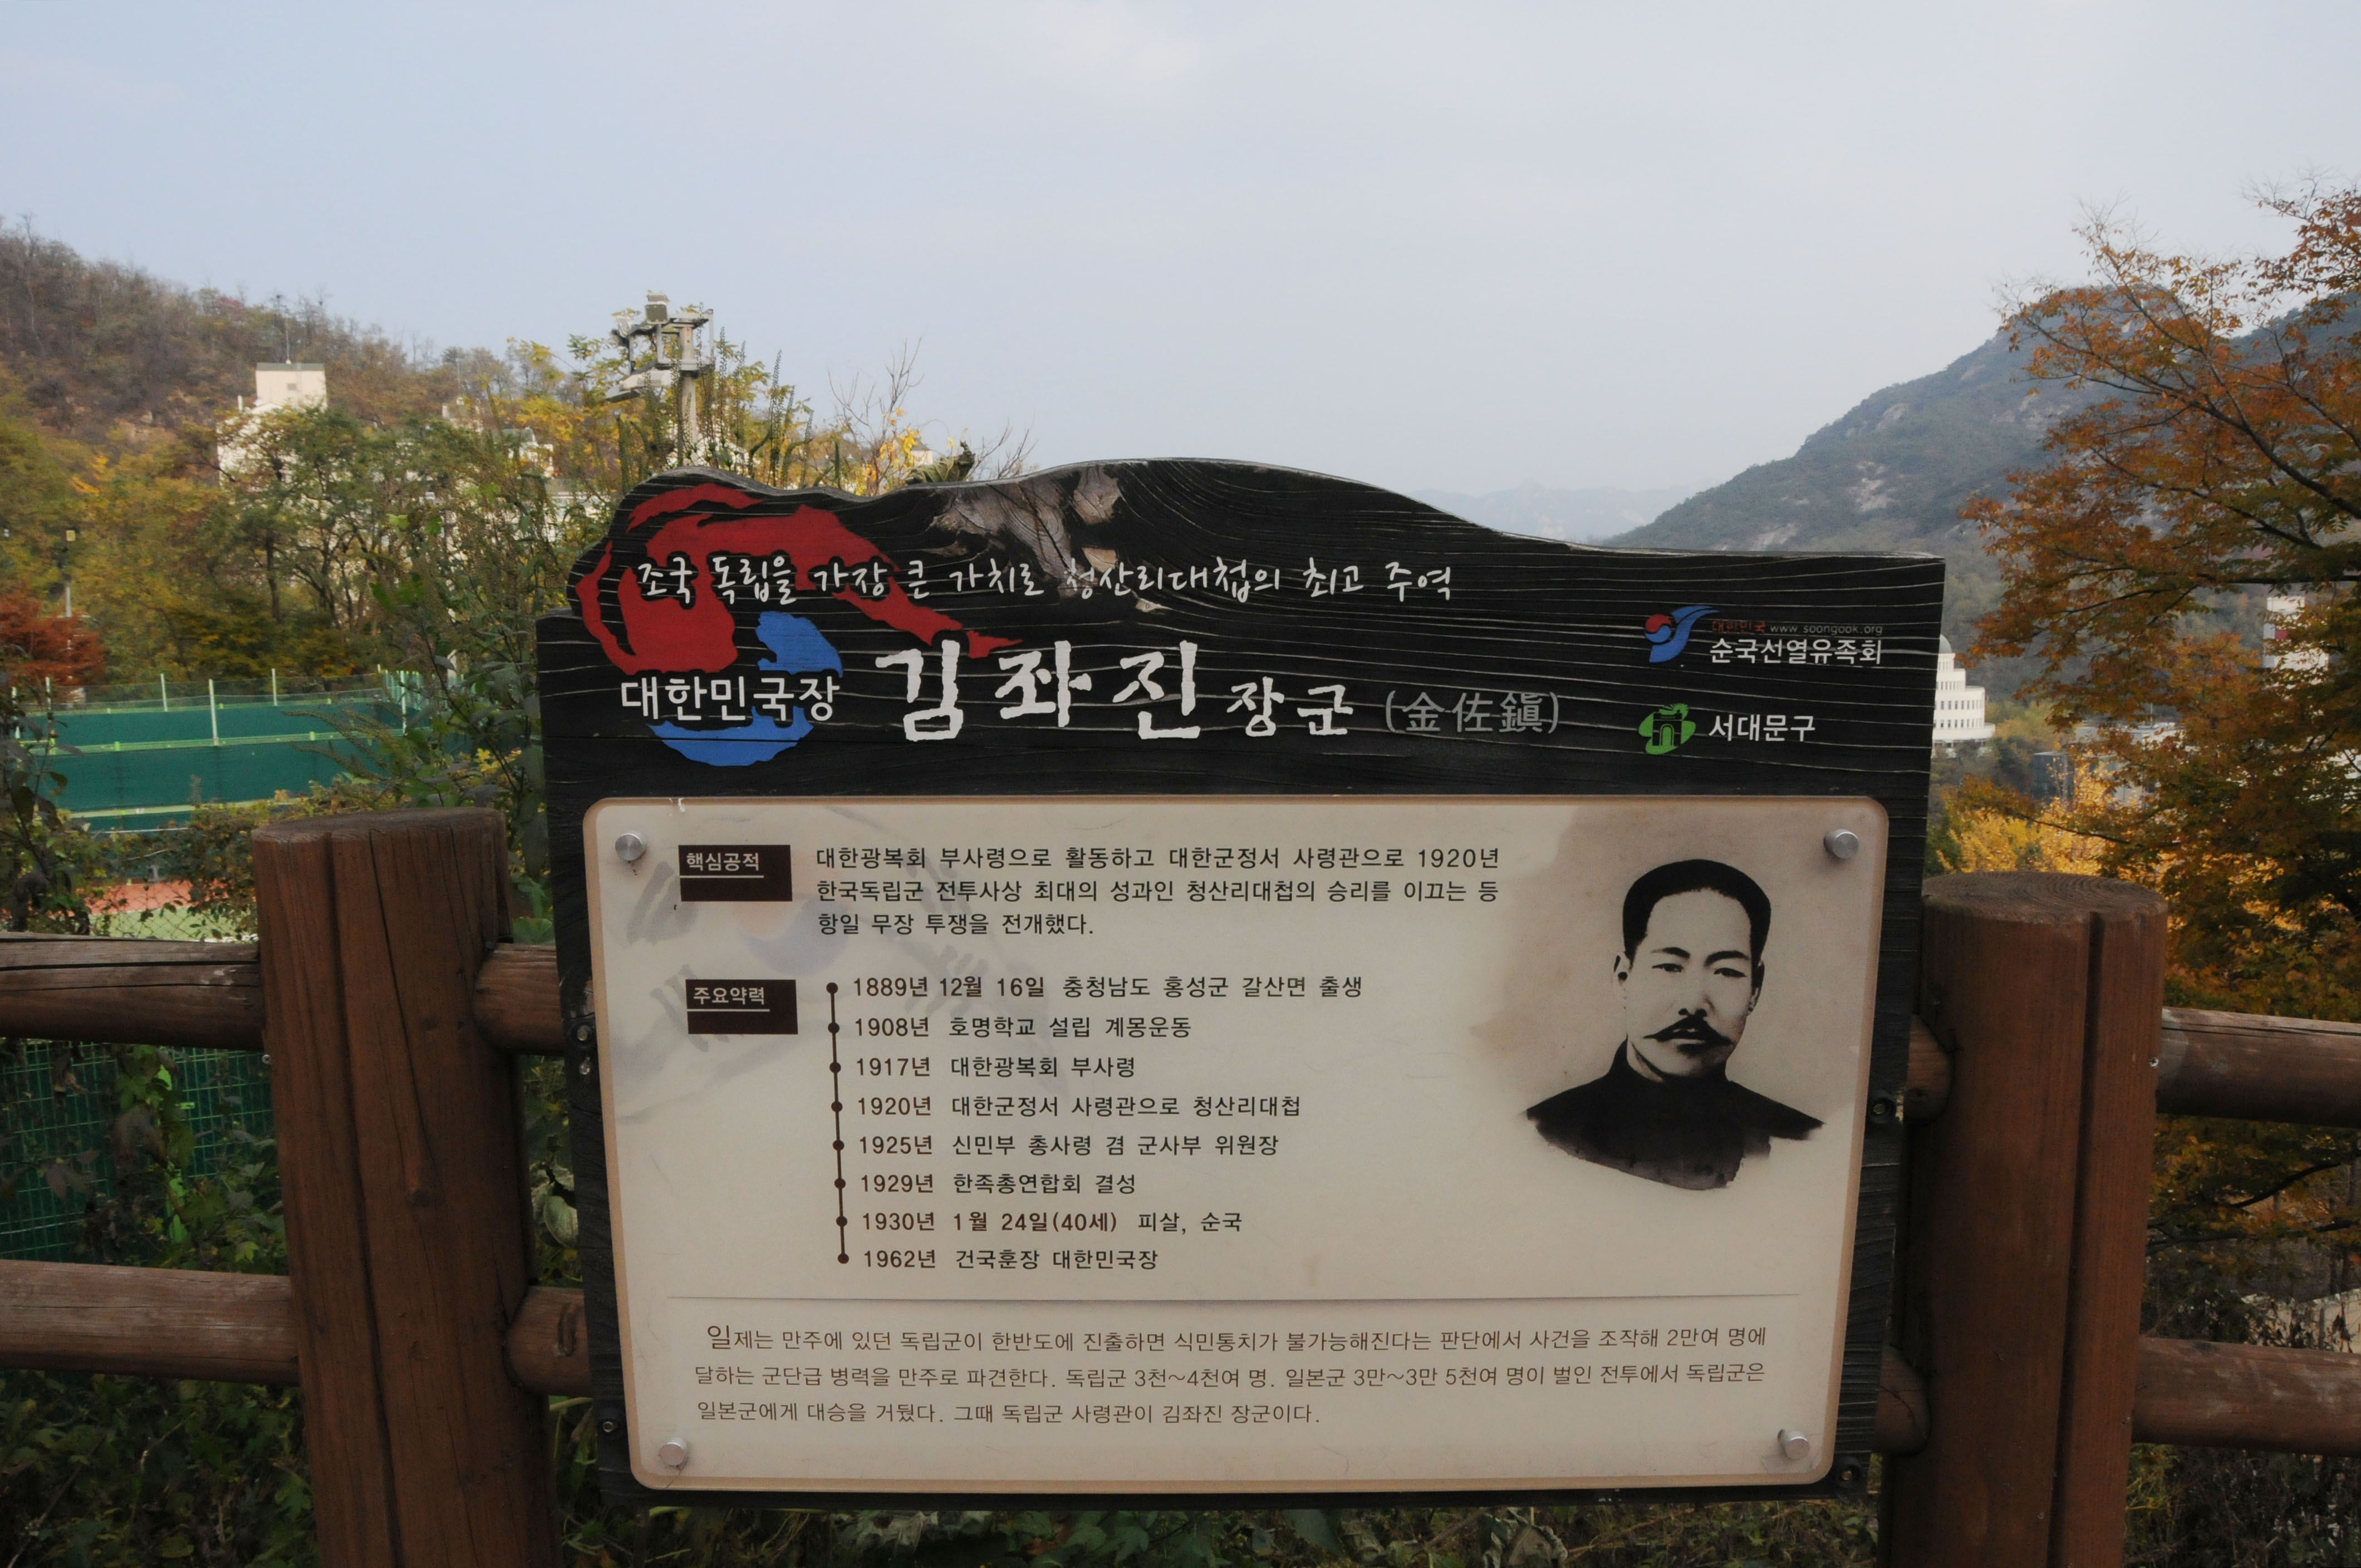 조국 독립을 가장 큰 가치로 청산리대첩의 최고 주역
대한민국장 김좌진 장군 (金佐鎭)
대한민국 www.soongook.org
순국선열유족회
서대문구
핵심공적
대한광복회 부사령으로 활동하고 대한군정서 사령관으로 1920년
한국독립군 전투사상 최대의 성과인 청산리대첩의 승리를 이끄는 등
항일 무장 투쟁을 전개했다.
주요약력
1889년 12월 16일 충청남도 홍성군 갈산면 출생
1908년 호명학교 설립 계몽운동
1917년 대한광복회 부사령
1920년 대한군정서 사령관으로 청산리대첩
1925년 신민부 총사령 겸 군사부 위원장
1929년 한족총연합회 결성
1930년 1월 24일(40세) 피살, 순국
1962년 건국훈장 대한민국장
일제는 만주에 있던 독립군이 한반도에 진출하면 식민통치가 불가능해진다는 판단에서 사건을 조작해 2만여 명에
달하는 군단급 병력을 만주로 파견한다. 독립군 3천~4천여 명. 일본군 3만~3만 5천여 명이 벌인 전투에서 독립군은
일본군에게 대승을 거뒀다. 그때 독립군 사령관이 김좌진 장군이다.